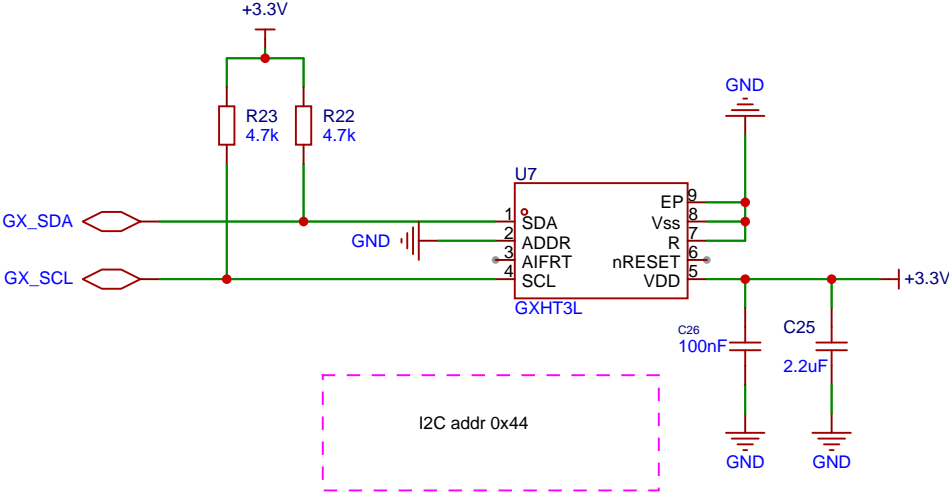 +3.3V
GND
R23
4.7k
R22
4.7k
U7
GX_SDA
1 SDA
EP 9
Vss 8
GND
2 ADDR
R 7
3 AIFRT
nRESET 6
GX_SCL
4 SCL
VDD 5
+3.3V
GXHT3L
C26
100nF
C25
2.2uF
I2C addr 0x44
GND
GND